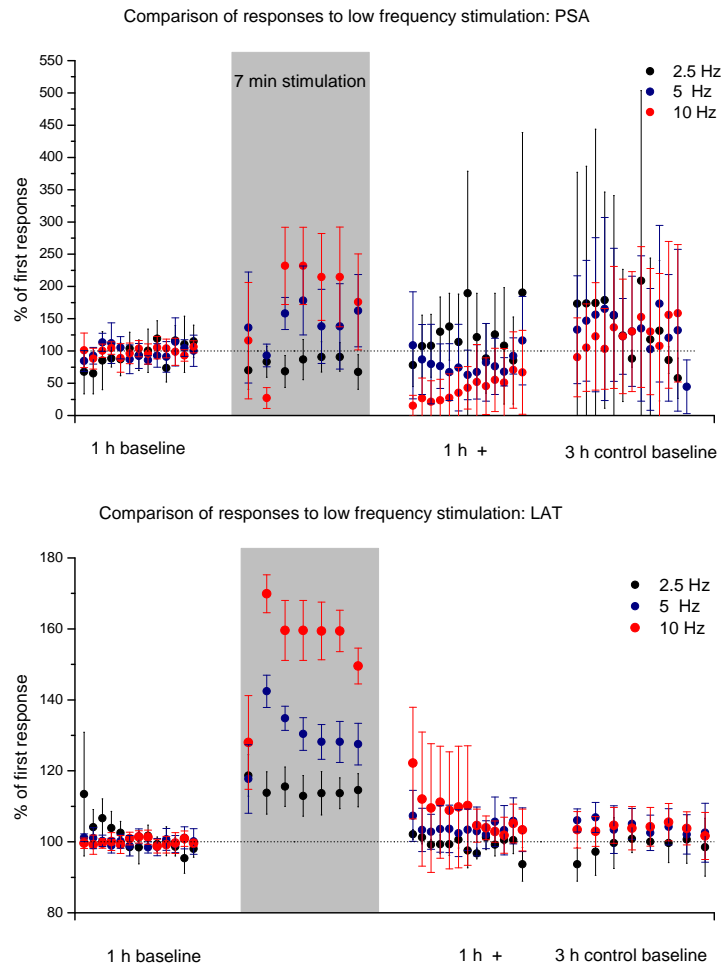 Comparison of responses to low frequency stimulation: PSA
550
500
450
400
350
300
250
200
150
100
50
0
% of first response
7 min stimulation
2.5 Hz
5 Hz
10 Hz
1 h baseline
1 h +
3 h control baseline
Comparison of responses to low frequency stimulation: LAT
180
160
140
120
100
80
% of first response
2.5 Hz
5 Hz
10 Hz
1 h baseline
1 h +
3 h control baseline